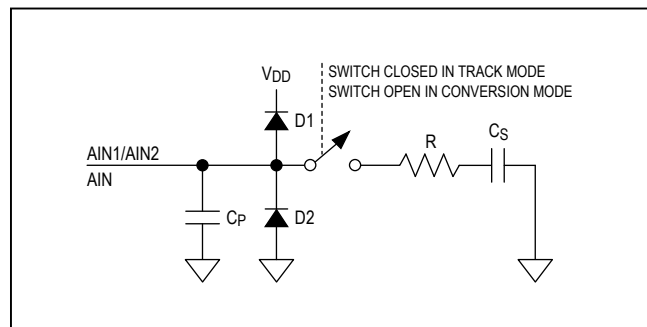 VDD
SWITCH CLOSED IN TRACK MODE
SWITCH OPEN IN CONVERSION MODE
D1
AIN1/AIN2
AIN
R
CS
CP
D2